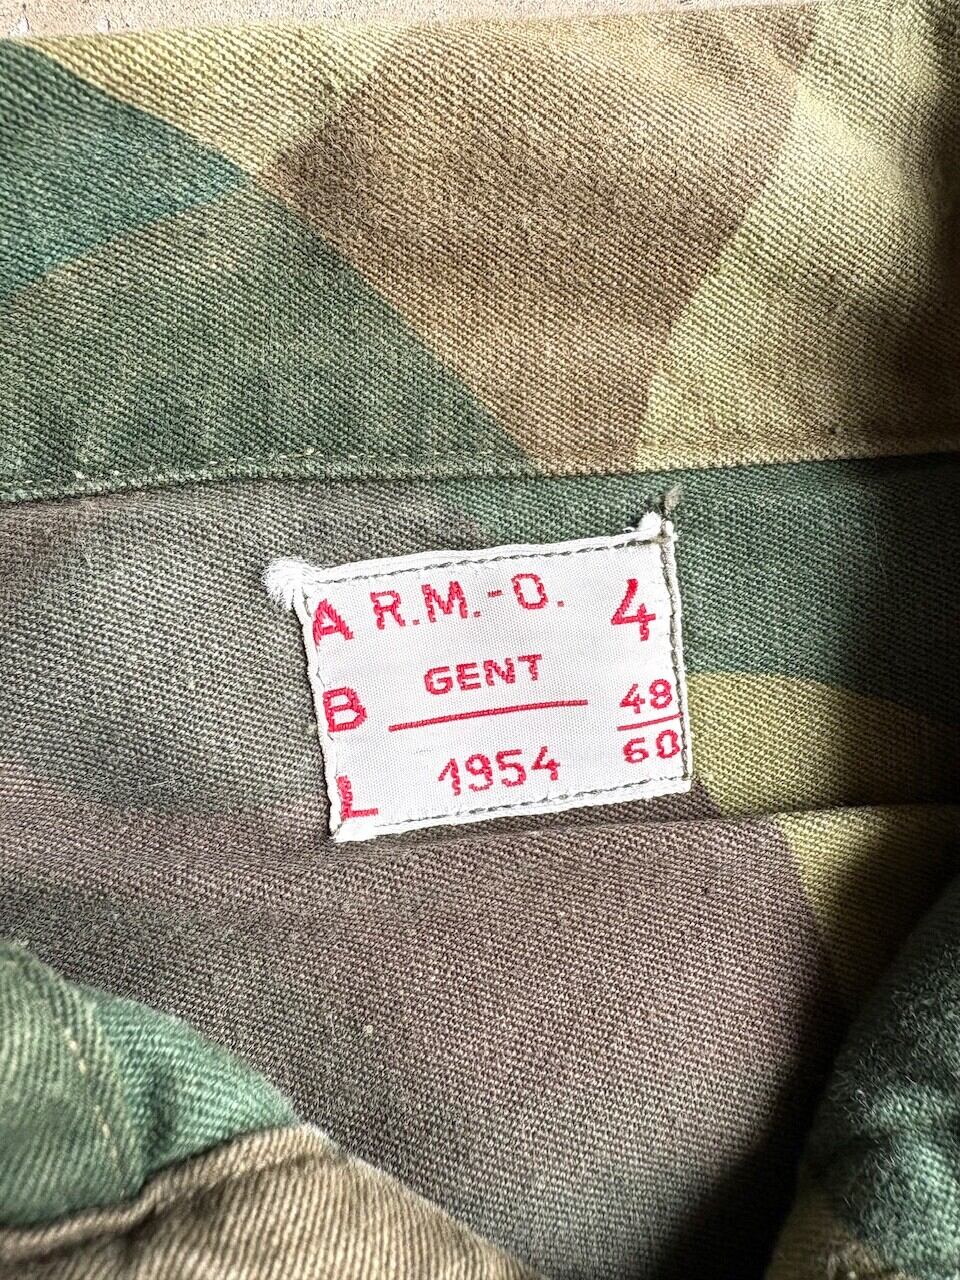 A R.M.-O. 4
B GENT 48
L 1954 60